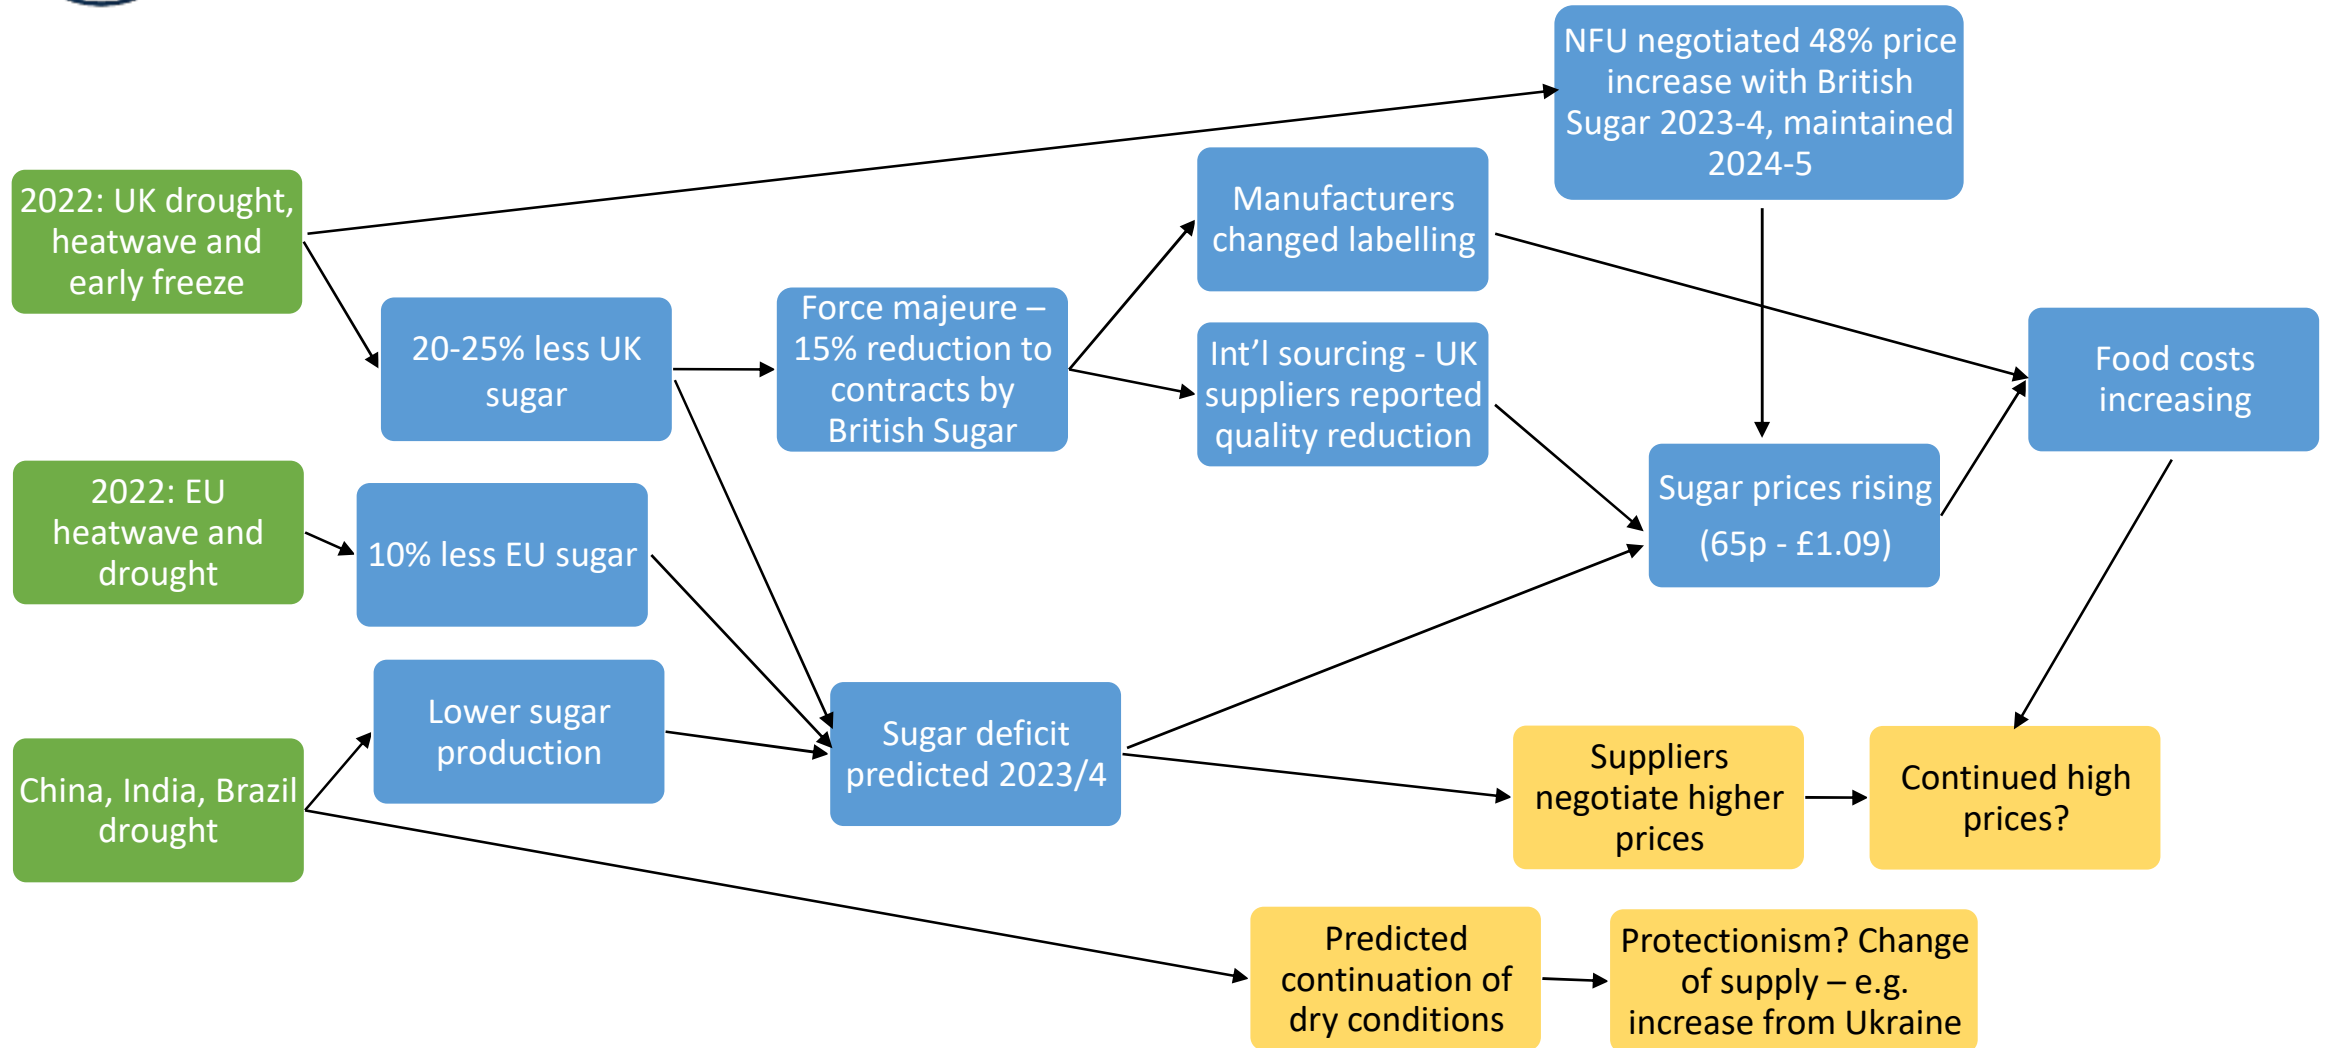 NFU negotiated 48% price
increase with British
Sugar 2023-4, maintained
2024-5
2022: UK drought,
heatwave and
early freeze
Manufacturers
changed labelling
20-25% less UK
sugar
Force majeure –
15% reduction to
contracts by
British Sugar
Int’l sourcing - UK
suppliers reported
quality reduction
Food costs
increasing
2022: EU
heatwave and
drought
10% less EU sugar
Sugar prices rising
(65p - £1.09)
Lower sugar
production
China, India, Brazil
drought
Sugar deficit
predicted 2023/4
Suppliers
negotiate higher
prices
Continued high
prices?
Predicted
continuation of
dry conditions
Protectionism? Change
of supply – e.g.
increase from Ukraine